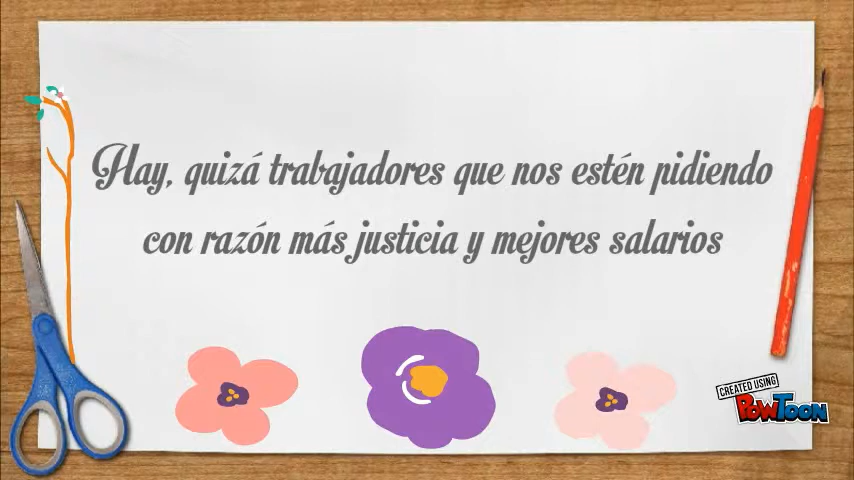 Hay, quizá trabajadores que nos estén pidiendo
con razón más justicia y mejores salarios
CREATED USING
POWTOON